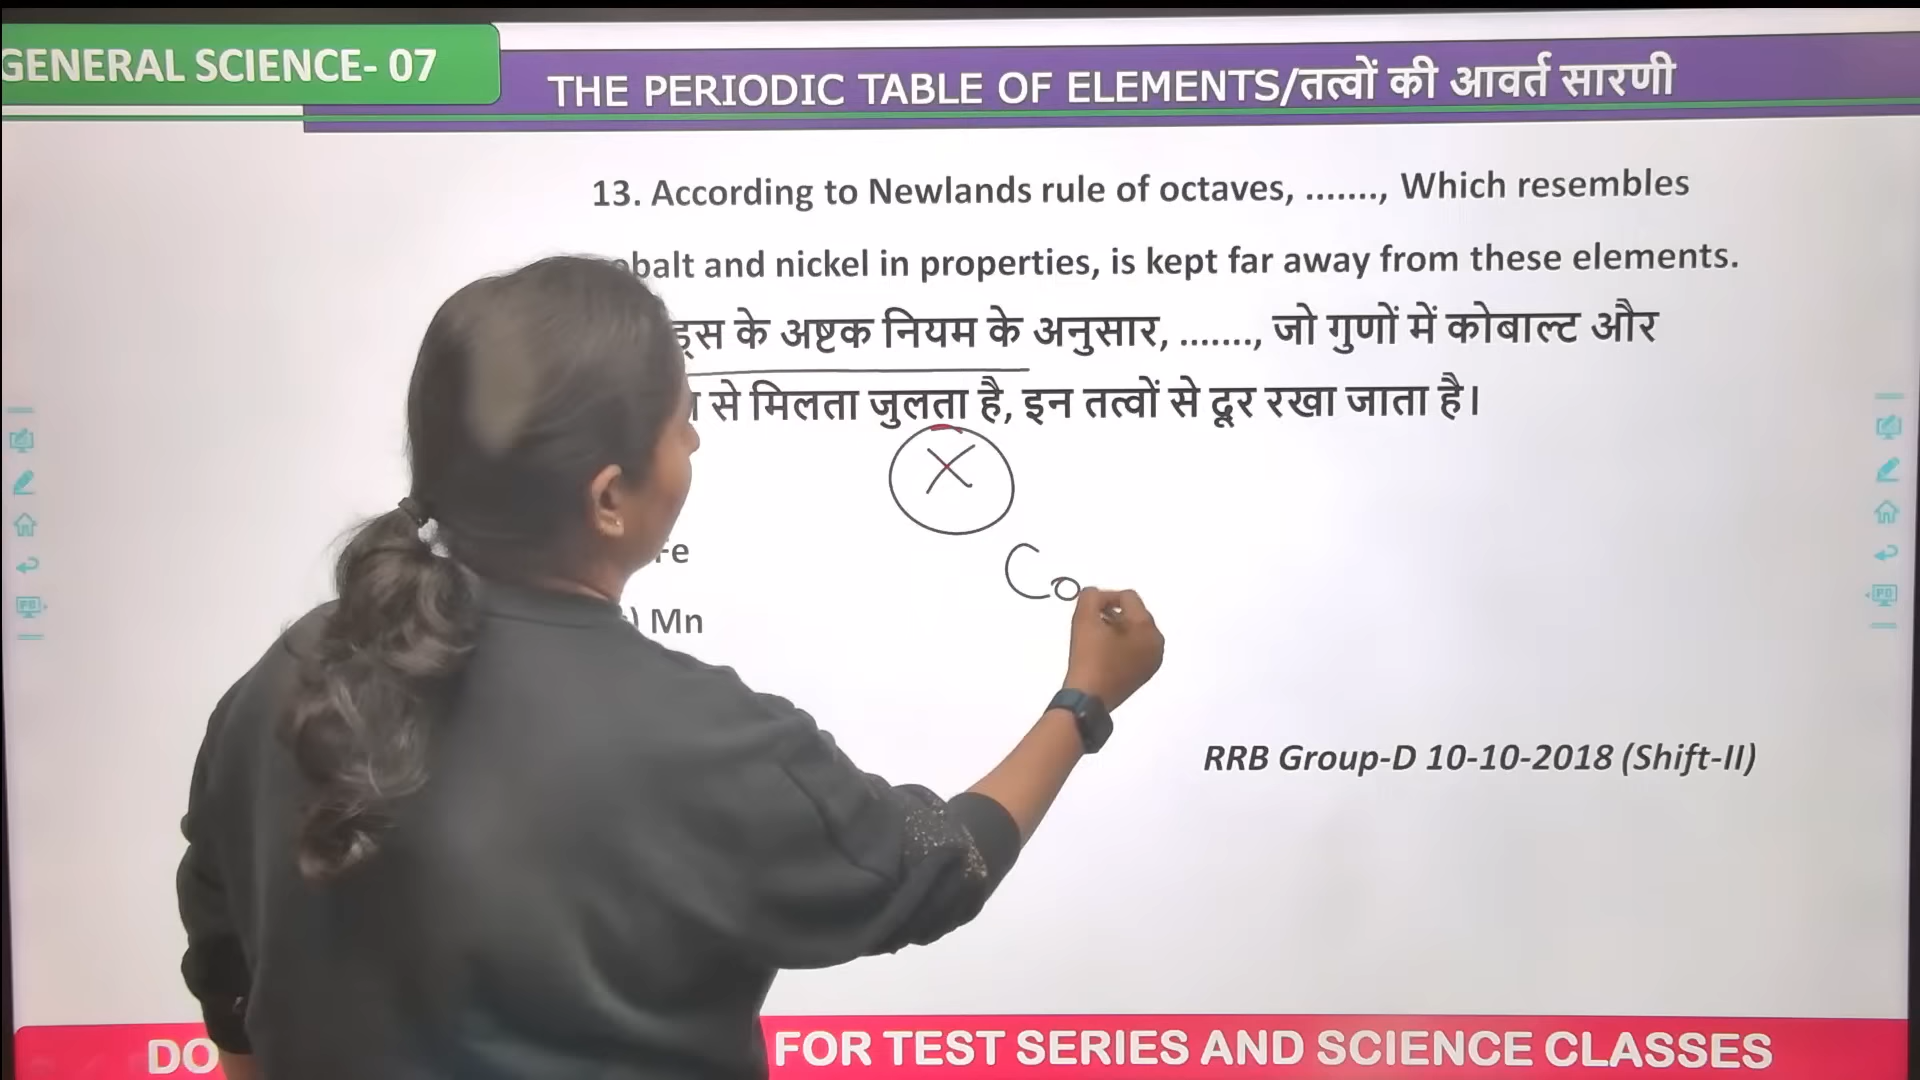 GENERAL SCIENCE- 07
THE PERIODIC TABLE OF ELEMENTS/तत्वों की आवर्त सारणी
13. According to Newlands rule of octaves, ......., Which resembles
and nickel in properties, is kept far away from these elements.
के अष्टक नियम के अनुसार, ......., जो गुणों में कोबाल्ट और
से मिलता जुलता है, इन तत्वों से दूर रखा जाता है।
X
Fe
Co
) Mn
RRB Group-D 10-10-2018 (Shift-II)
DO FOR TEST SERIES AND SCIENCE CLASSES